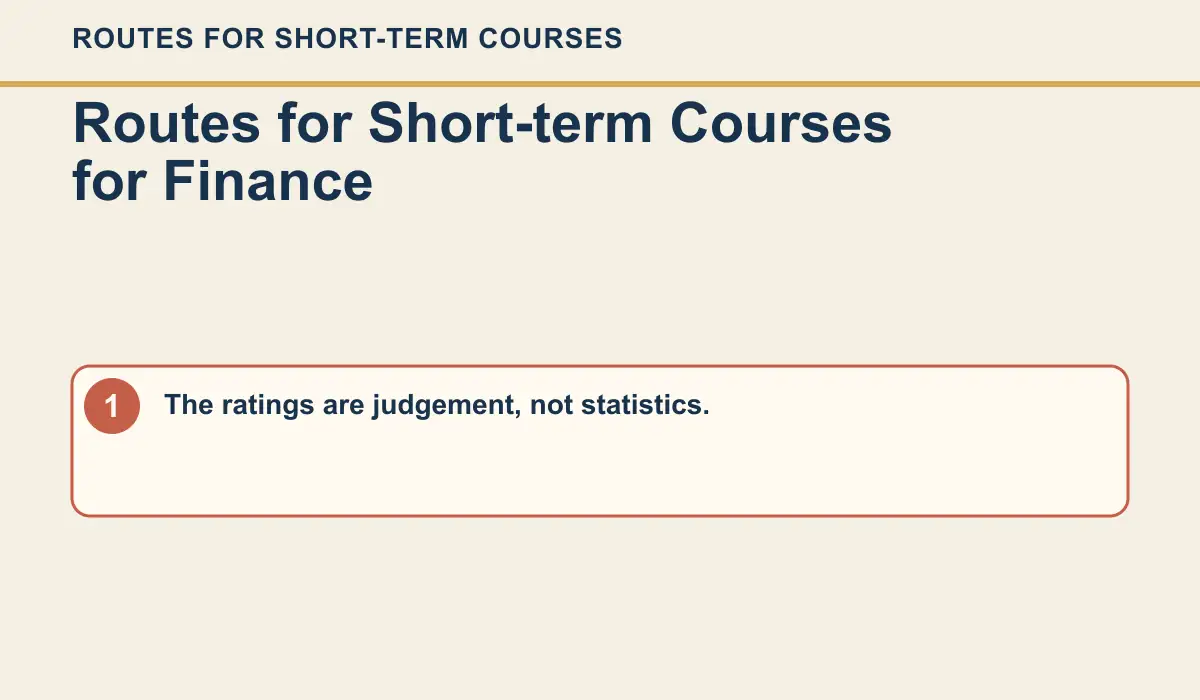 ROUTES FOR SHORT-TERM COURSES
Routes for Short-term Courses
for Finance
1
The ratings are judgement, not statistics.